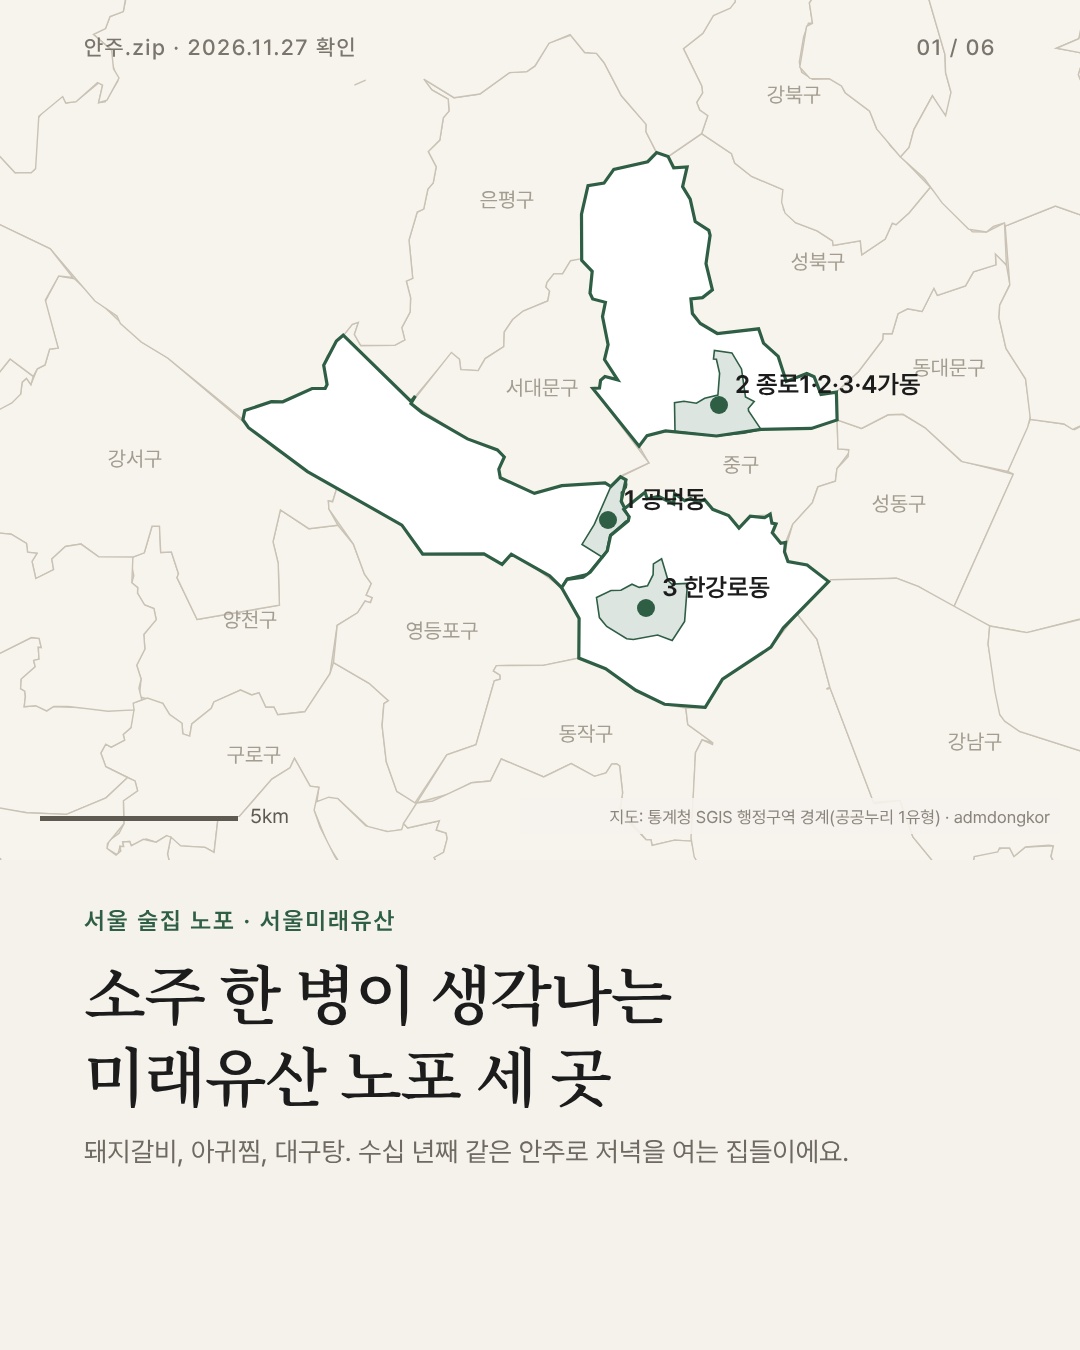 안주.zip · 2026.11.27 확인
01 / 06
강북구
은평구
성북구
동대문구
서대문구
2 종로1·2·3·4가동
강서구
중구
1 공덕동
성동구
3 한강로동
양천구
영등포구
동작구
강남구
구로구
5km
지도: 통계청 SGIS 행정구역 경계(공공누리 1유형) · admdongkor
서울 술집 노포 · 서울미래유산
소주 한 병이 생각나는
미래유산 노포 세 곳
돼지갈비, 아귀찜, 대구탕. 수십 년째 같은 안주로 저녁을 여는 집들이에요.